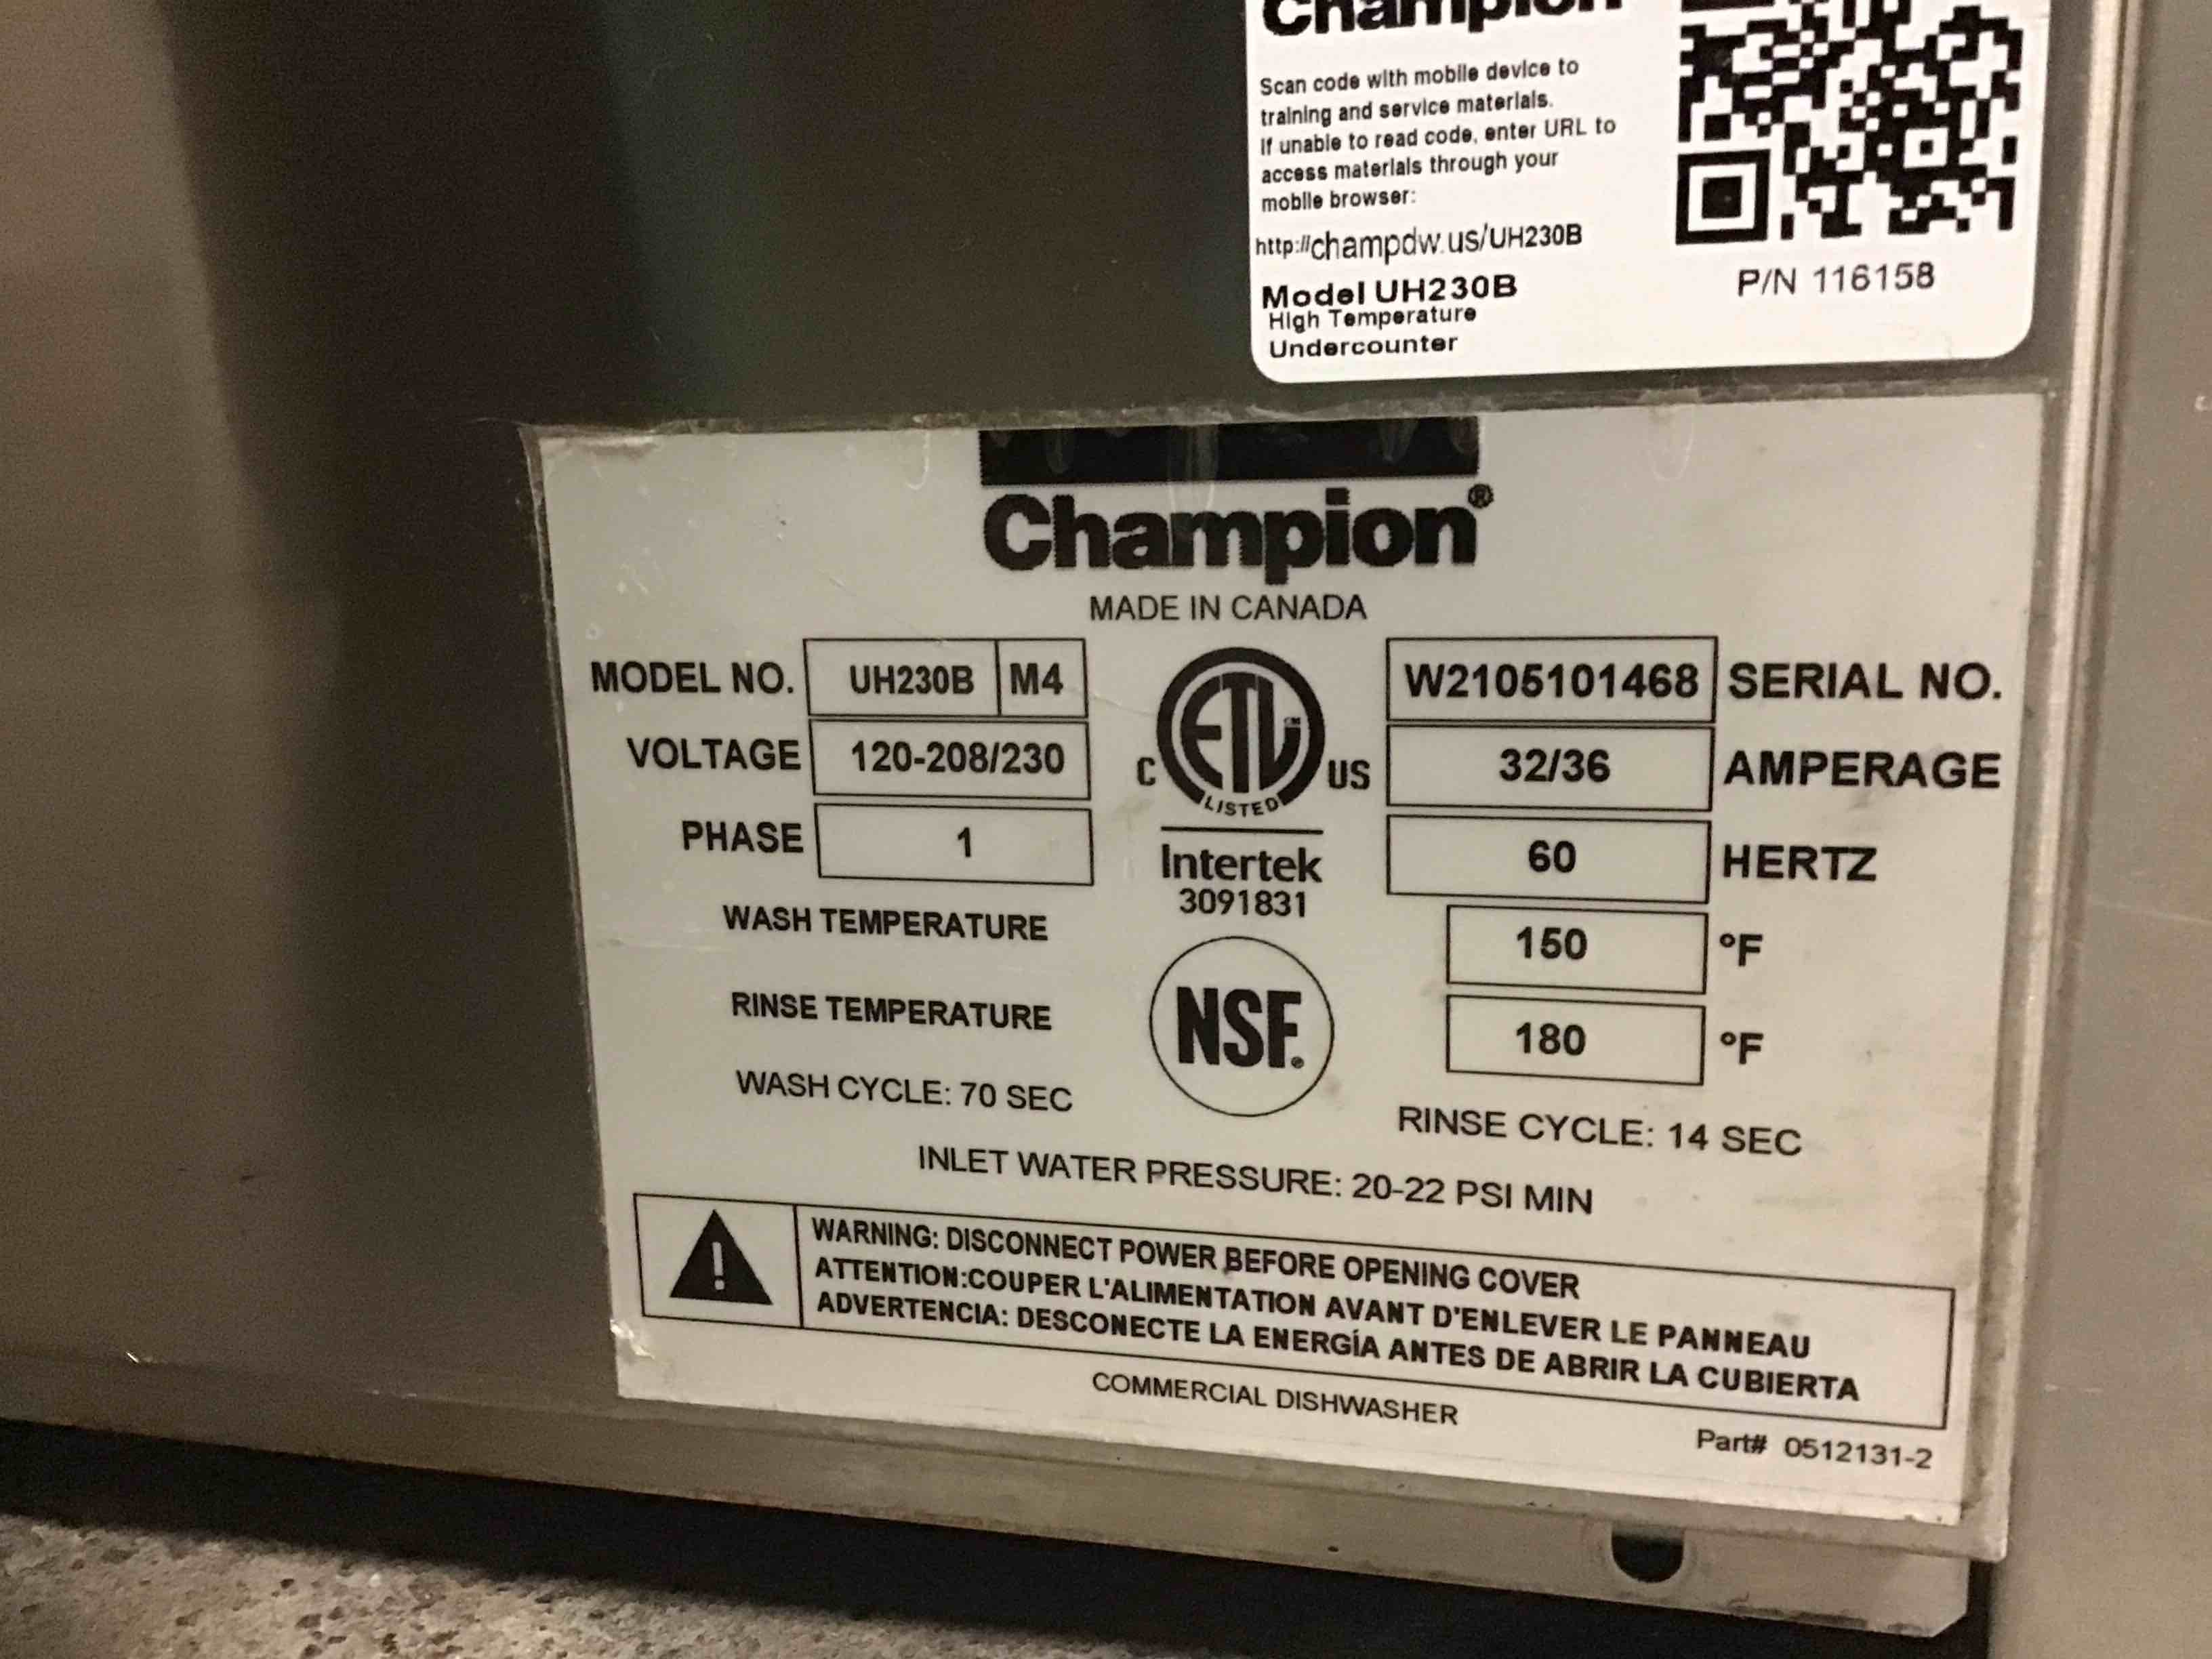 Champion
Scan code with mobile device to
training and service materials.
If unable to read code, enter URL to
access materials through your
mobile browser:
http://champdw.us/UH230B
Model UH230B
High Temperature
Undercounter
P/N 116158
Champion®
MADE IN CANADA
MODEL NO. UH230B M4
W2105101468 SERIAL NO.
VOLTAGE 120-208/230
32/36 AMPERAGE
PHASE 1
60 HERTZ
C ETL US
LISTED
Intertek
3091831
WASH TEMPERATURE 150 °F
RINSE TEMPERATURE 180 °F
NSF®
WASH CYCLE: 70 SEC
RINSE CYCLE: 14 SEC
INLET WATER PRESSURE: 20-22 PSI MIN
WARNING: DISCONNECT POWER BEFORE OPENING COVER
ATTENTION:COUPER L'ALIMENTATION AVANT D'ENLEVER LE PANNEAU
ADVERTENCIA: DESCONECTE LA ENERGÍA ANTES DE ABRIR LA CUBIERTA
COMMERCIAL DISHWASHER
Part# 0512131-2